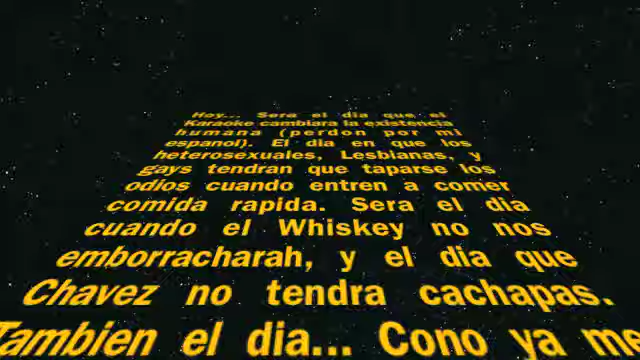 Hoy... Sera el dia que el
Karaoke cambiara la existencia
humana (perdon por mi
espanol). El dia en que los
heterosexuales, Lesbianas, y
gays tendran que taparse los
odios cuando entren a comer
comida rapida. Sera el dia
cuando el Whiskey no nos
emborracharah, y el dia que
Chavez no tendra cachapas.
Tambien el dia... Cono ya me